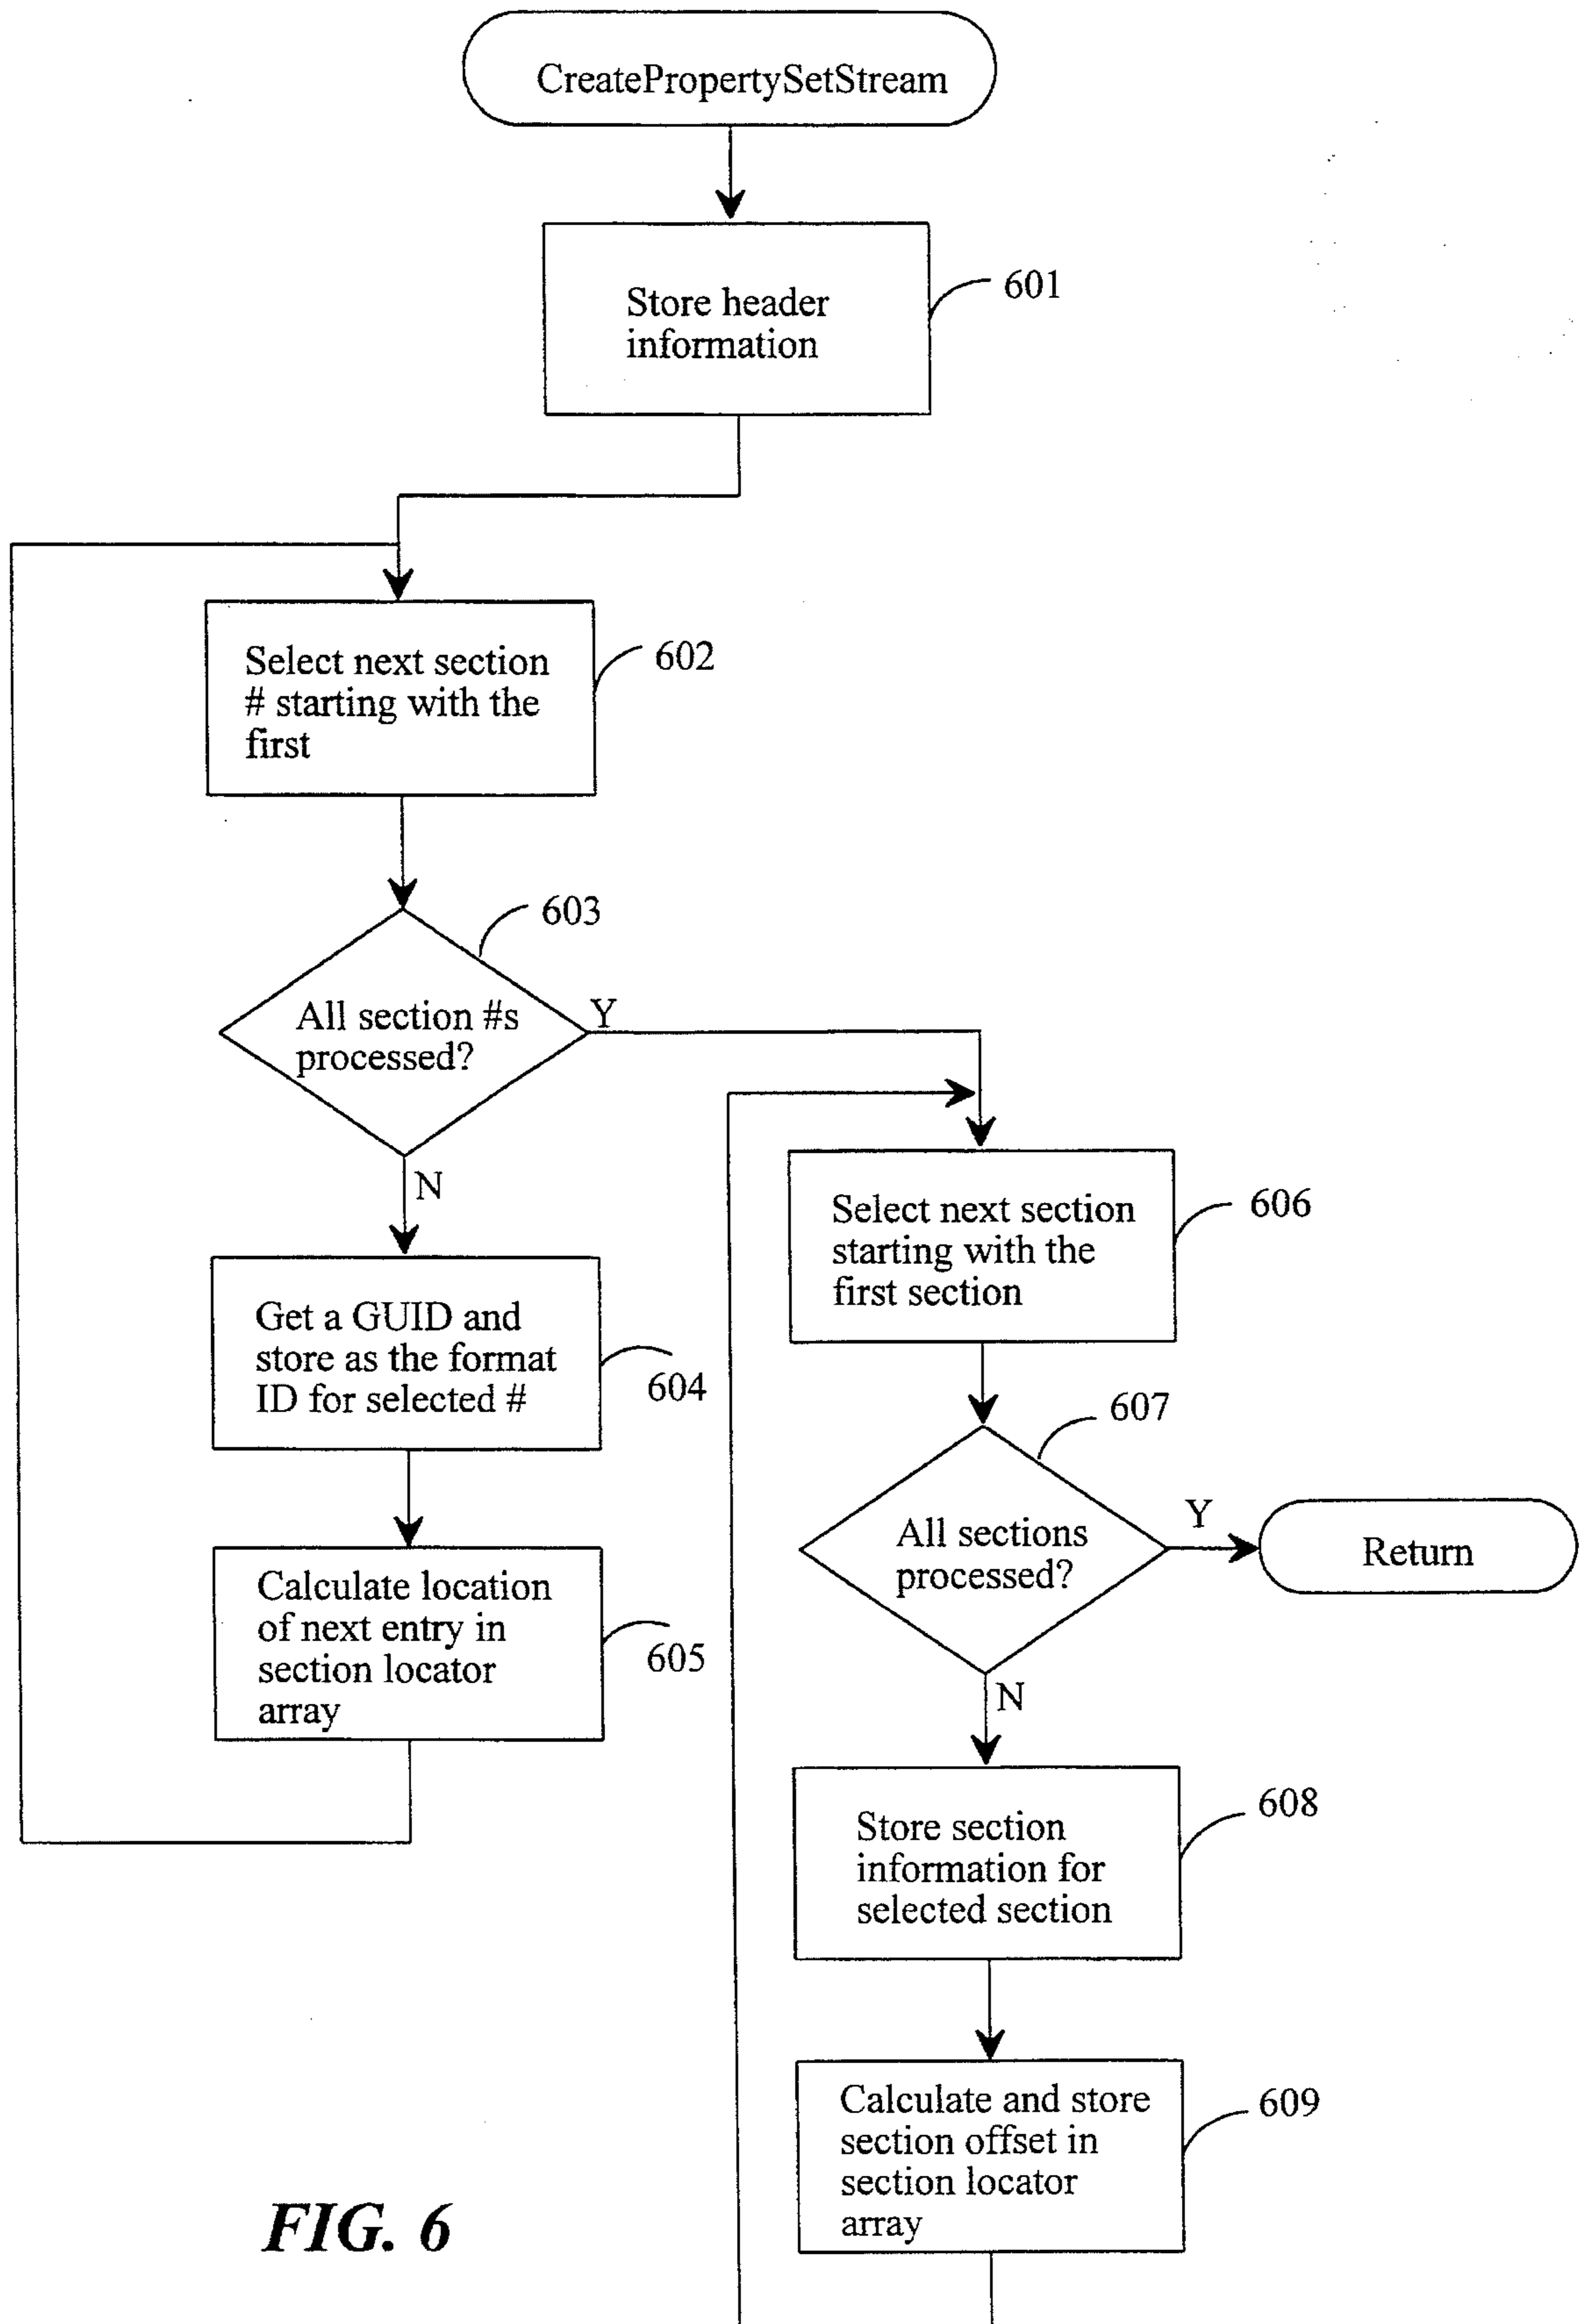 CreatePropertySetStream
Store header
information
601
Select next section
# starting with the
first
602
603
All section #s
processed?
Y
N
Get a GUID and
store as the format
ID for selected #
604
Calculate location
of next entry in
section locator
array
605
Select next section
starting with the
first section
606
607
All sections
processed?
Y
Return
N
Store section
information for
selected section
608
Calculate and store
section offset in
section locator
array
609
FIG. 6